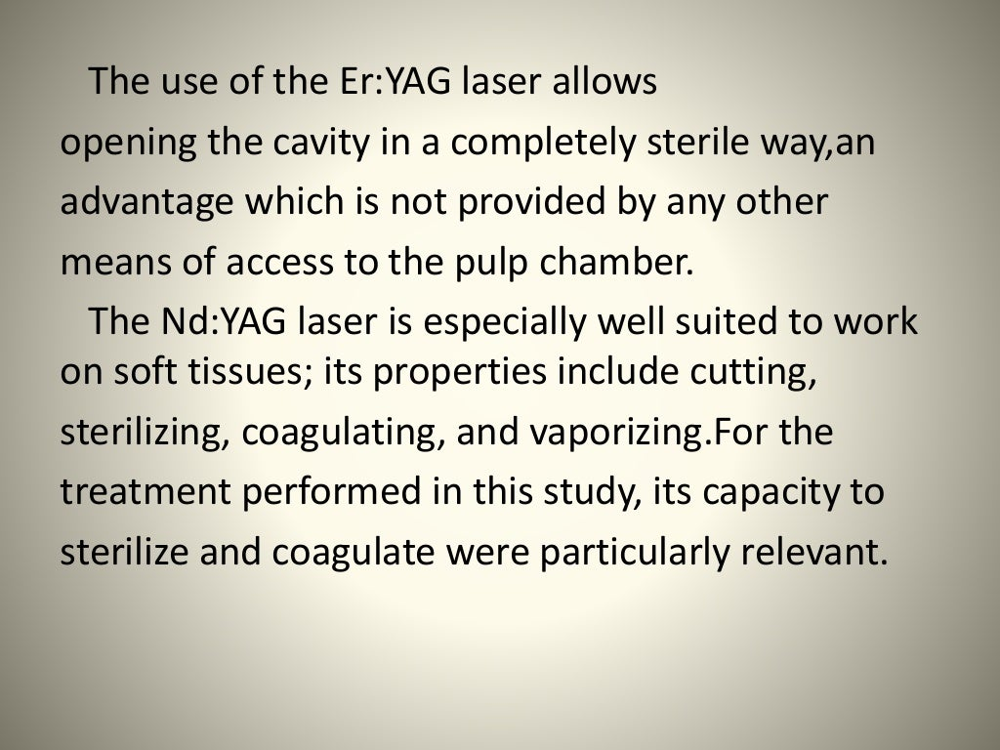 The use of the Er:YAG laser allows
opening the cavity in a completely sterile way,an
advantage which is not provided by any other
means of access to the pulp chamber.
The Nd:YAG laser is especially well suited to work
on soft tissues; its properties include cutting,
sterilizing, coagulating, and vaporizing.For the
treatment performed in this study, its capacity to
sterilize and coagulate were particularly relevant.